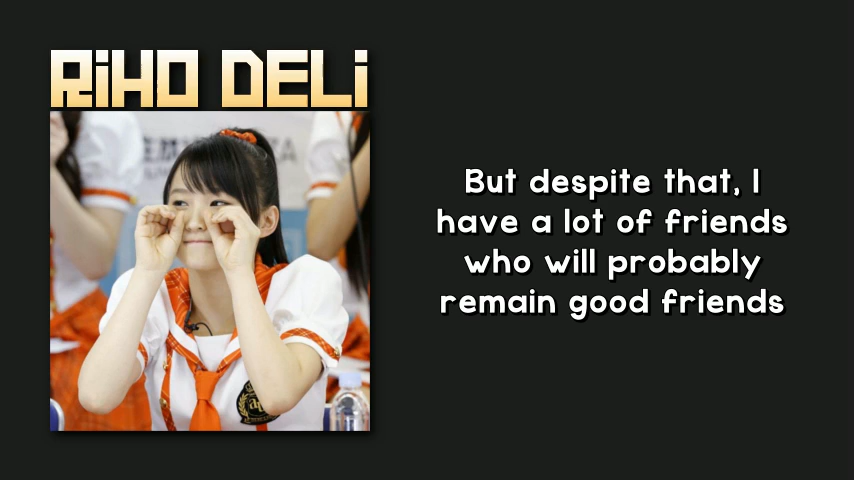 RiHO DELi
But despite that, I
have a lot of friends
who will probably
remain good friends